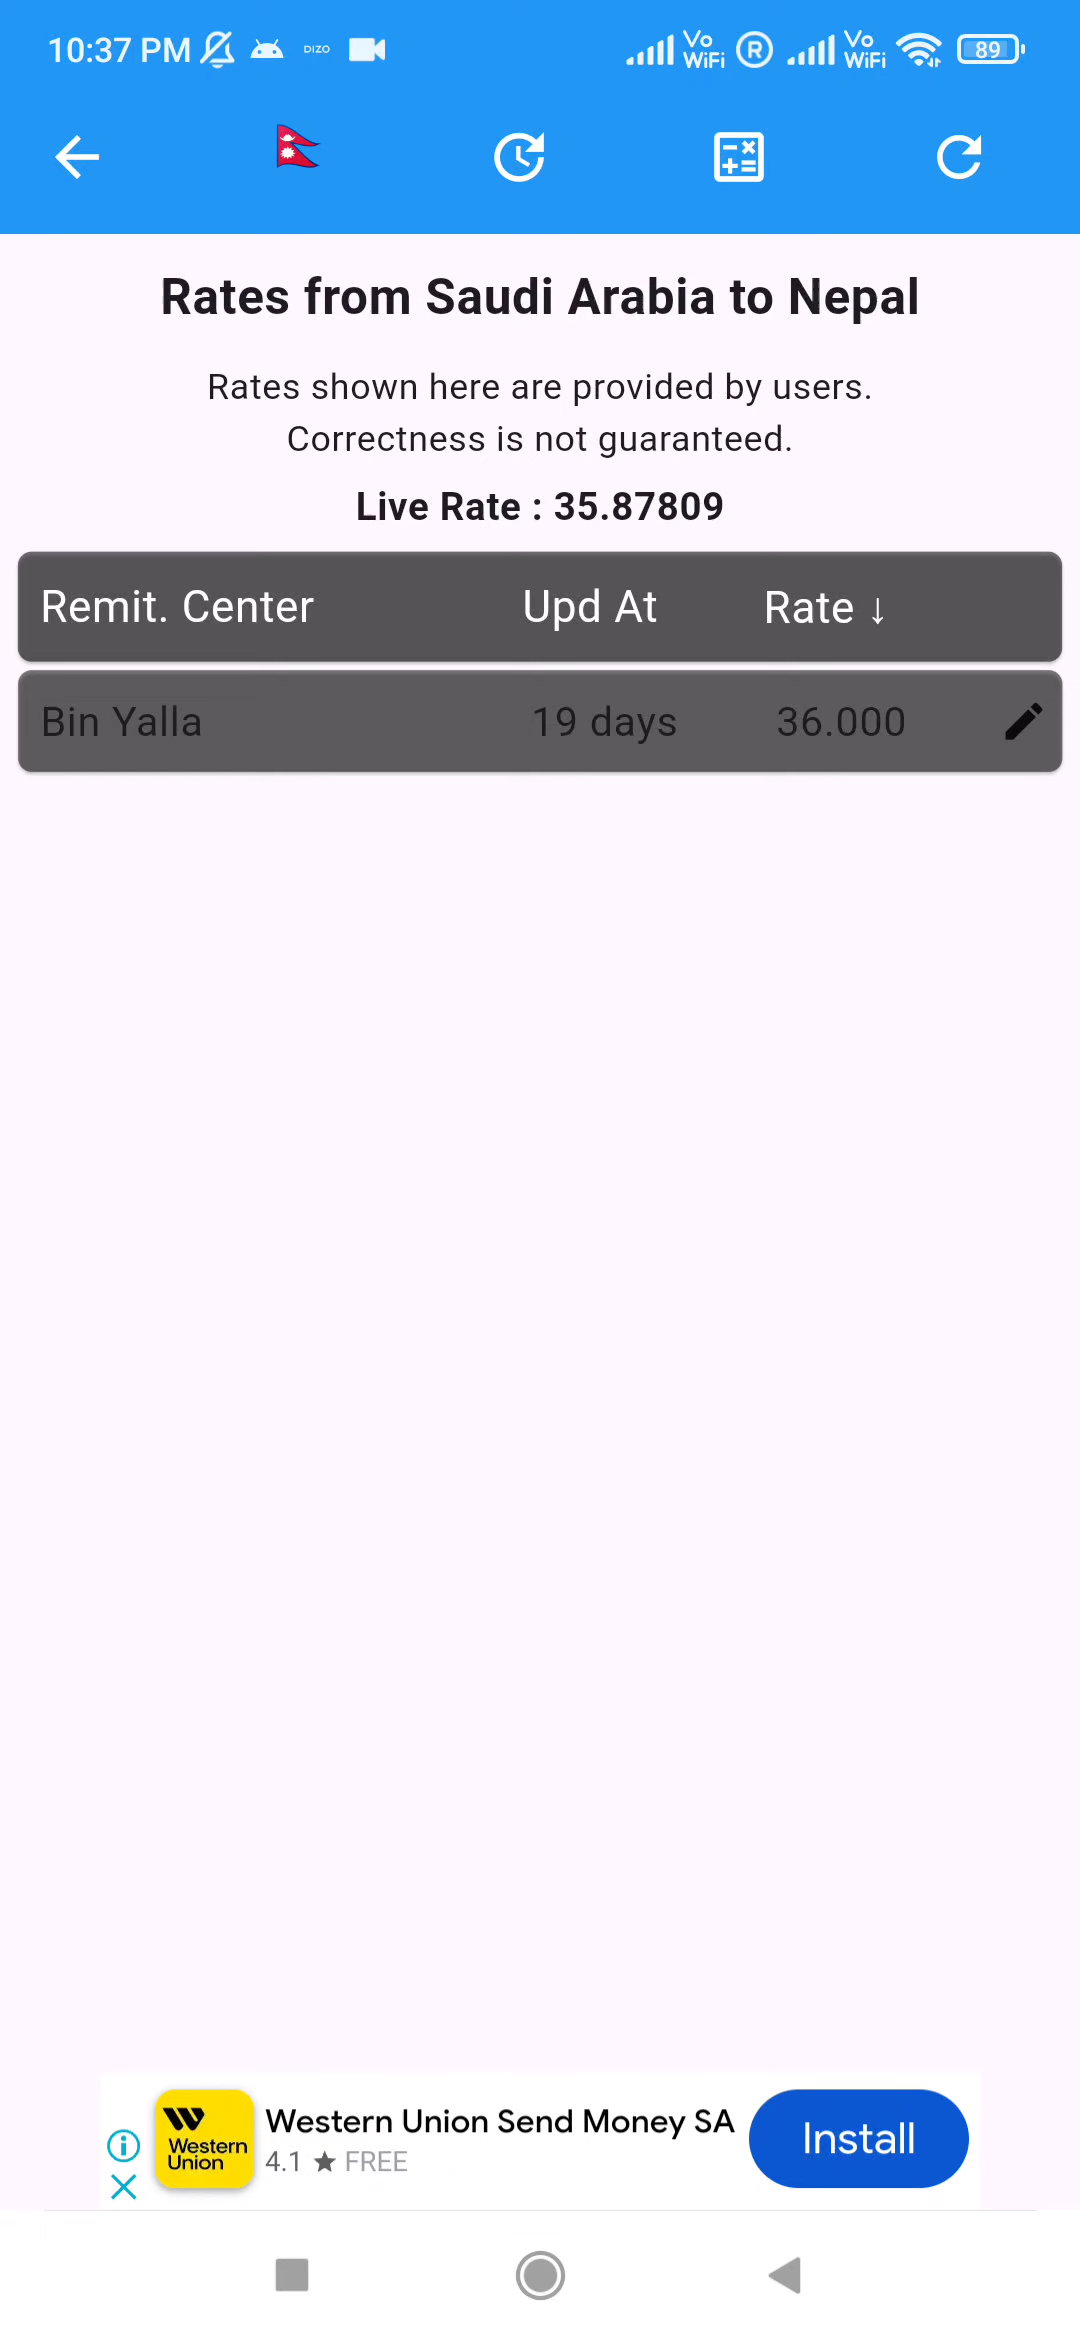 10:37 PM DIZO Vo WiFi R Vo WiFi 89
Rates from Saudi Arabia to Nepal
Rates shown here are provided by users.
Correctness is not guaranteed.
Live Rate : 35.87809
Remit. Center Upd At Rate ↓
Bin Yalla 19 days 36.000
Western Union
Western Union Send Money SA
4.1 ★ FREE
Install